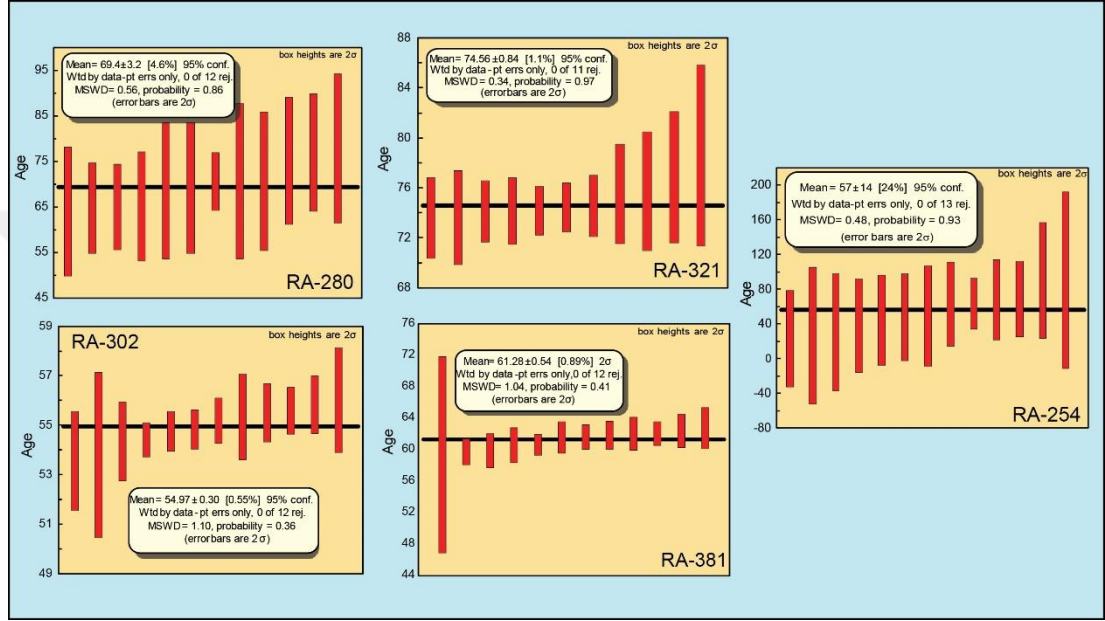 box heights are 2σ
Mean= 69.4±3.2 [4.6%] 95% conf.
Wtd by data-pt errs only, 0 of 12 rej.
MSWD= 0.56, probability = 0.86
(error bars are 2σ)
Age
95
85
75
65
55
45
RA-280
box heights are 2σ
Mean= 74.56 ±0.84 [1.1%] 95% conf.
Wtd by data-pt errs only, 0 of 11 rej.
MSWD= 0.34, probability = 0.97
(errorbars are 2σ)
Age
88
84
80
76
72
68
RA-321
box heights are 2σ
Mean = 57±14 [24%] 95% conf.
Wtd by data-pt errs only, 0 of 13 rej.
MSWD = 0.48, probability = 0.93
(error bars are 2σ)
Age
200
160
120
80
40
0
-40
-80
RA-254
RA-302
box heights are 2σ
Age
59
57
55
53
51
49
Mean= 54.97±0.30 [0.55%] 95% conf.
Wtd by data-pt errs only, 0 of 12 rej.
MSWD= 1.10, probability = 0.36
(errorbars are 2σ)
box heights are 2σ
Mean= 61.28±0.54 [0.89%] 2σ
Wtd by data-pt errs only,0 of 12 rej.
MSWD= 1.04, probability = 0.41
(errorbars are 2σ)
Age
76
72
68
64
60
56
52
48
44
RA-381